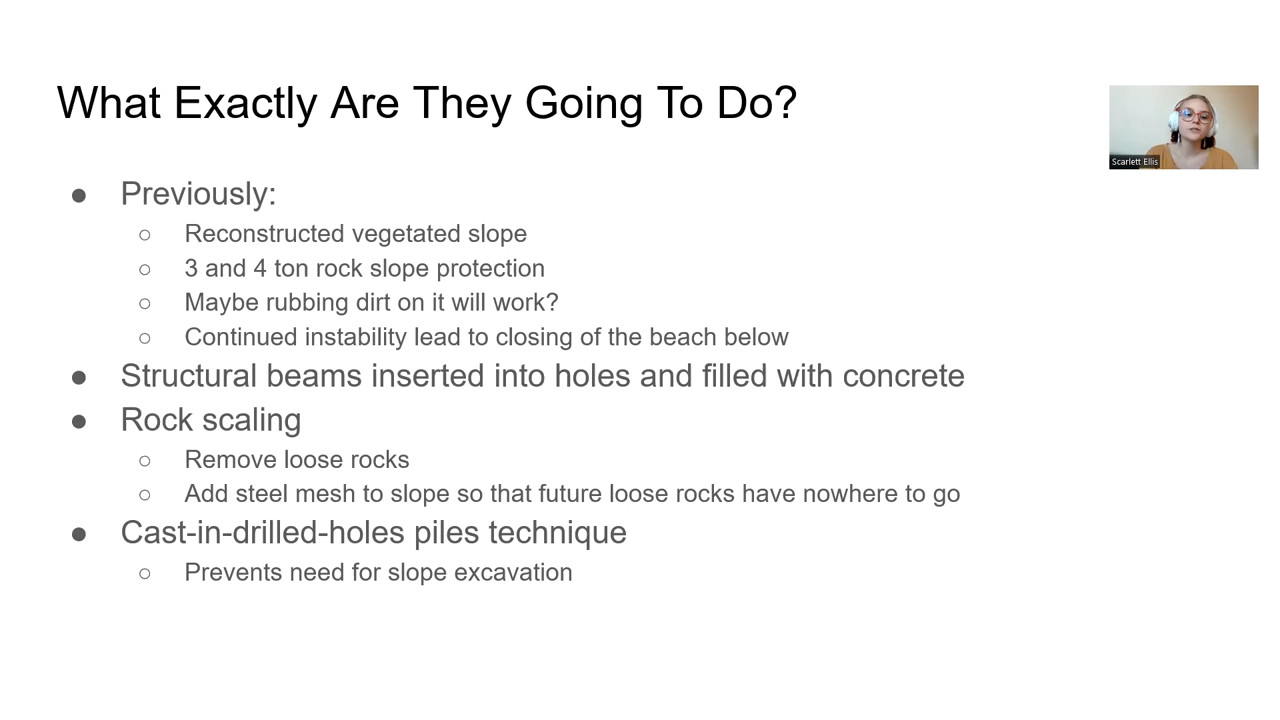 What Exactly Are They Going To Do?
Scarlett Ellis
● Previously:
○ Reconstructed vegetated slope
○ 3 and 4 ton rock slope protection
○ Maybe rubbing dirt on it will work?
○ Continued instability lead to closing of the beach below
● Structural beams inserted into holes and filled with concrete
● Rock scaling
○ Remove loose rocks
○ Add steel mesh to slope so that future loose rocks have nowhere to go
● Cast-in-drilled-holes piles technique
○ Prevents need for slope excavation